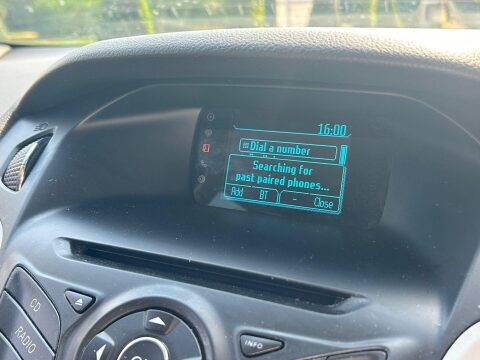 16:00
Dial a number
Searching for
past paired phones...
Add BT - Close
CD
RADIO
INFO